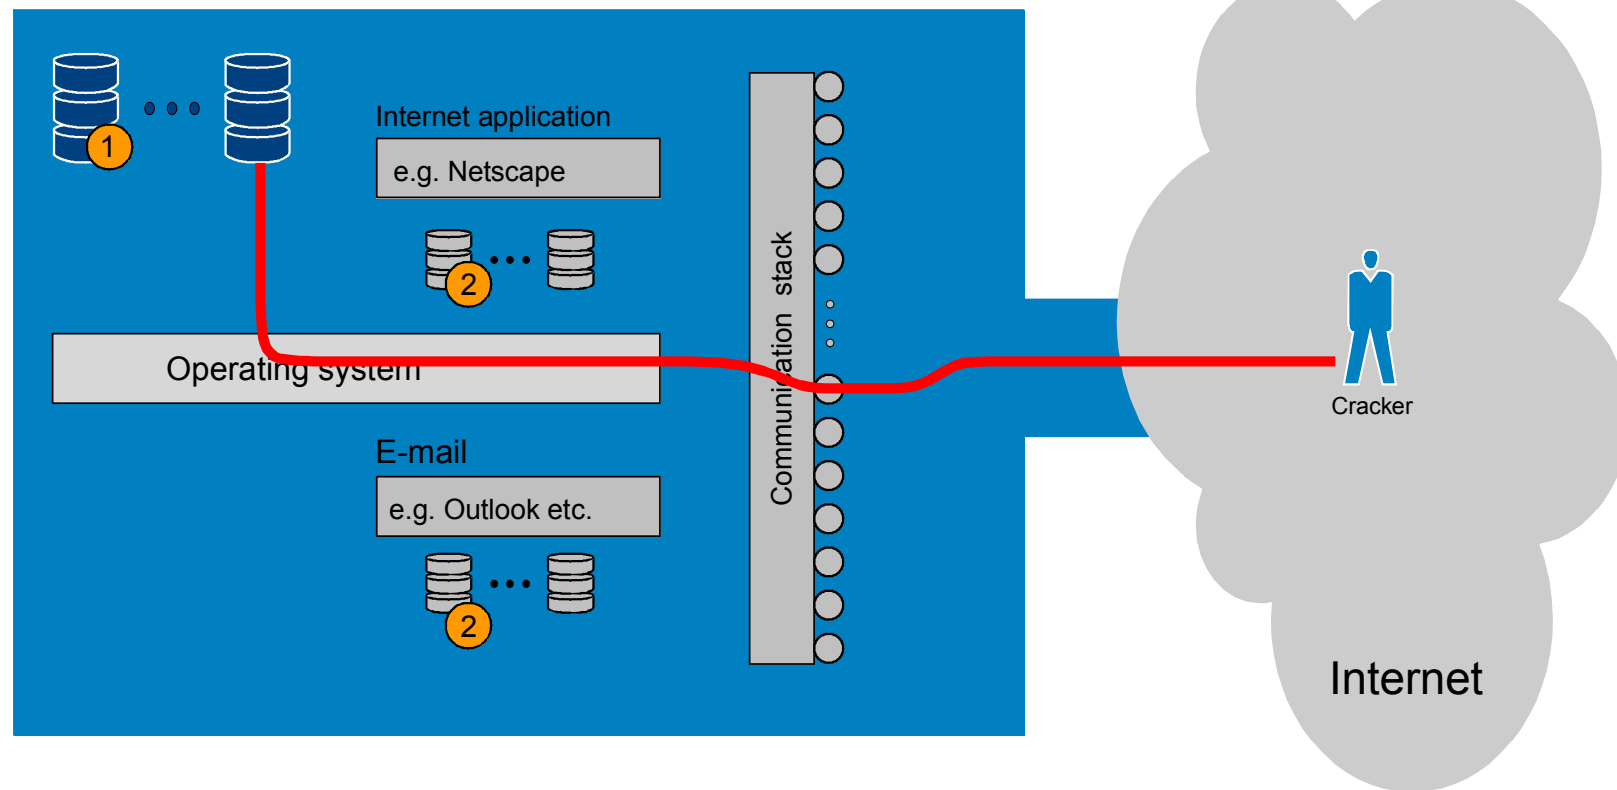 1
Internet application
e.g. Netscape
2
Operating system
E-mail
e.g. Outlook etc.
2
Communication stack
Cracker
Internet